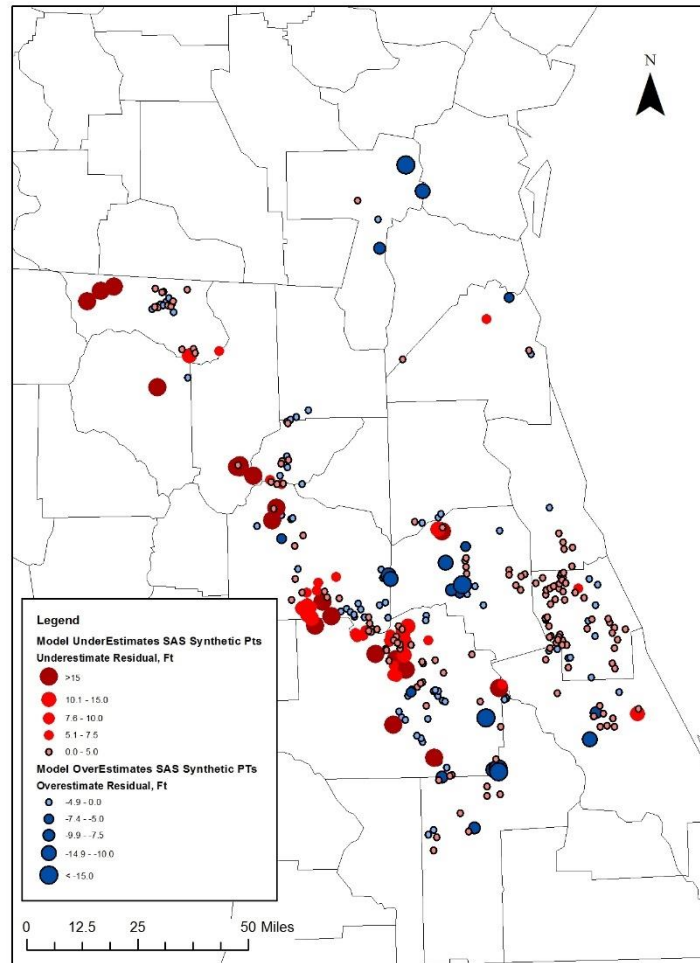 N
Legend
Model UnderEstimates SAS Synthetic Pts
Underestimate Residual, Ft
>15
10.1 - 15.0
7.6 - 10.0
5.1 - 7.5
0.0 - 5.0
Model OverEstimates SAS Synthetic PTs
Overestimate Residual, Ft
-4.9 - 0.0
-7.4 - -5.0
-9.9 - -7.5
-14.9 - -10.0
< -15.0
0 12.5 25 50 Miles